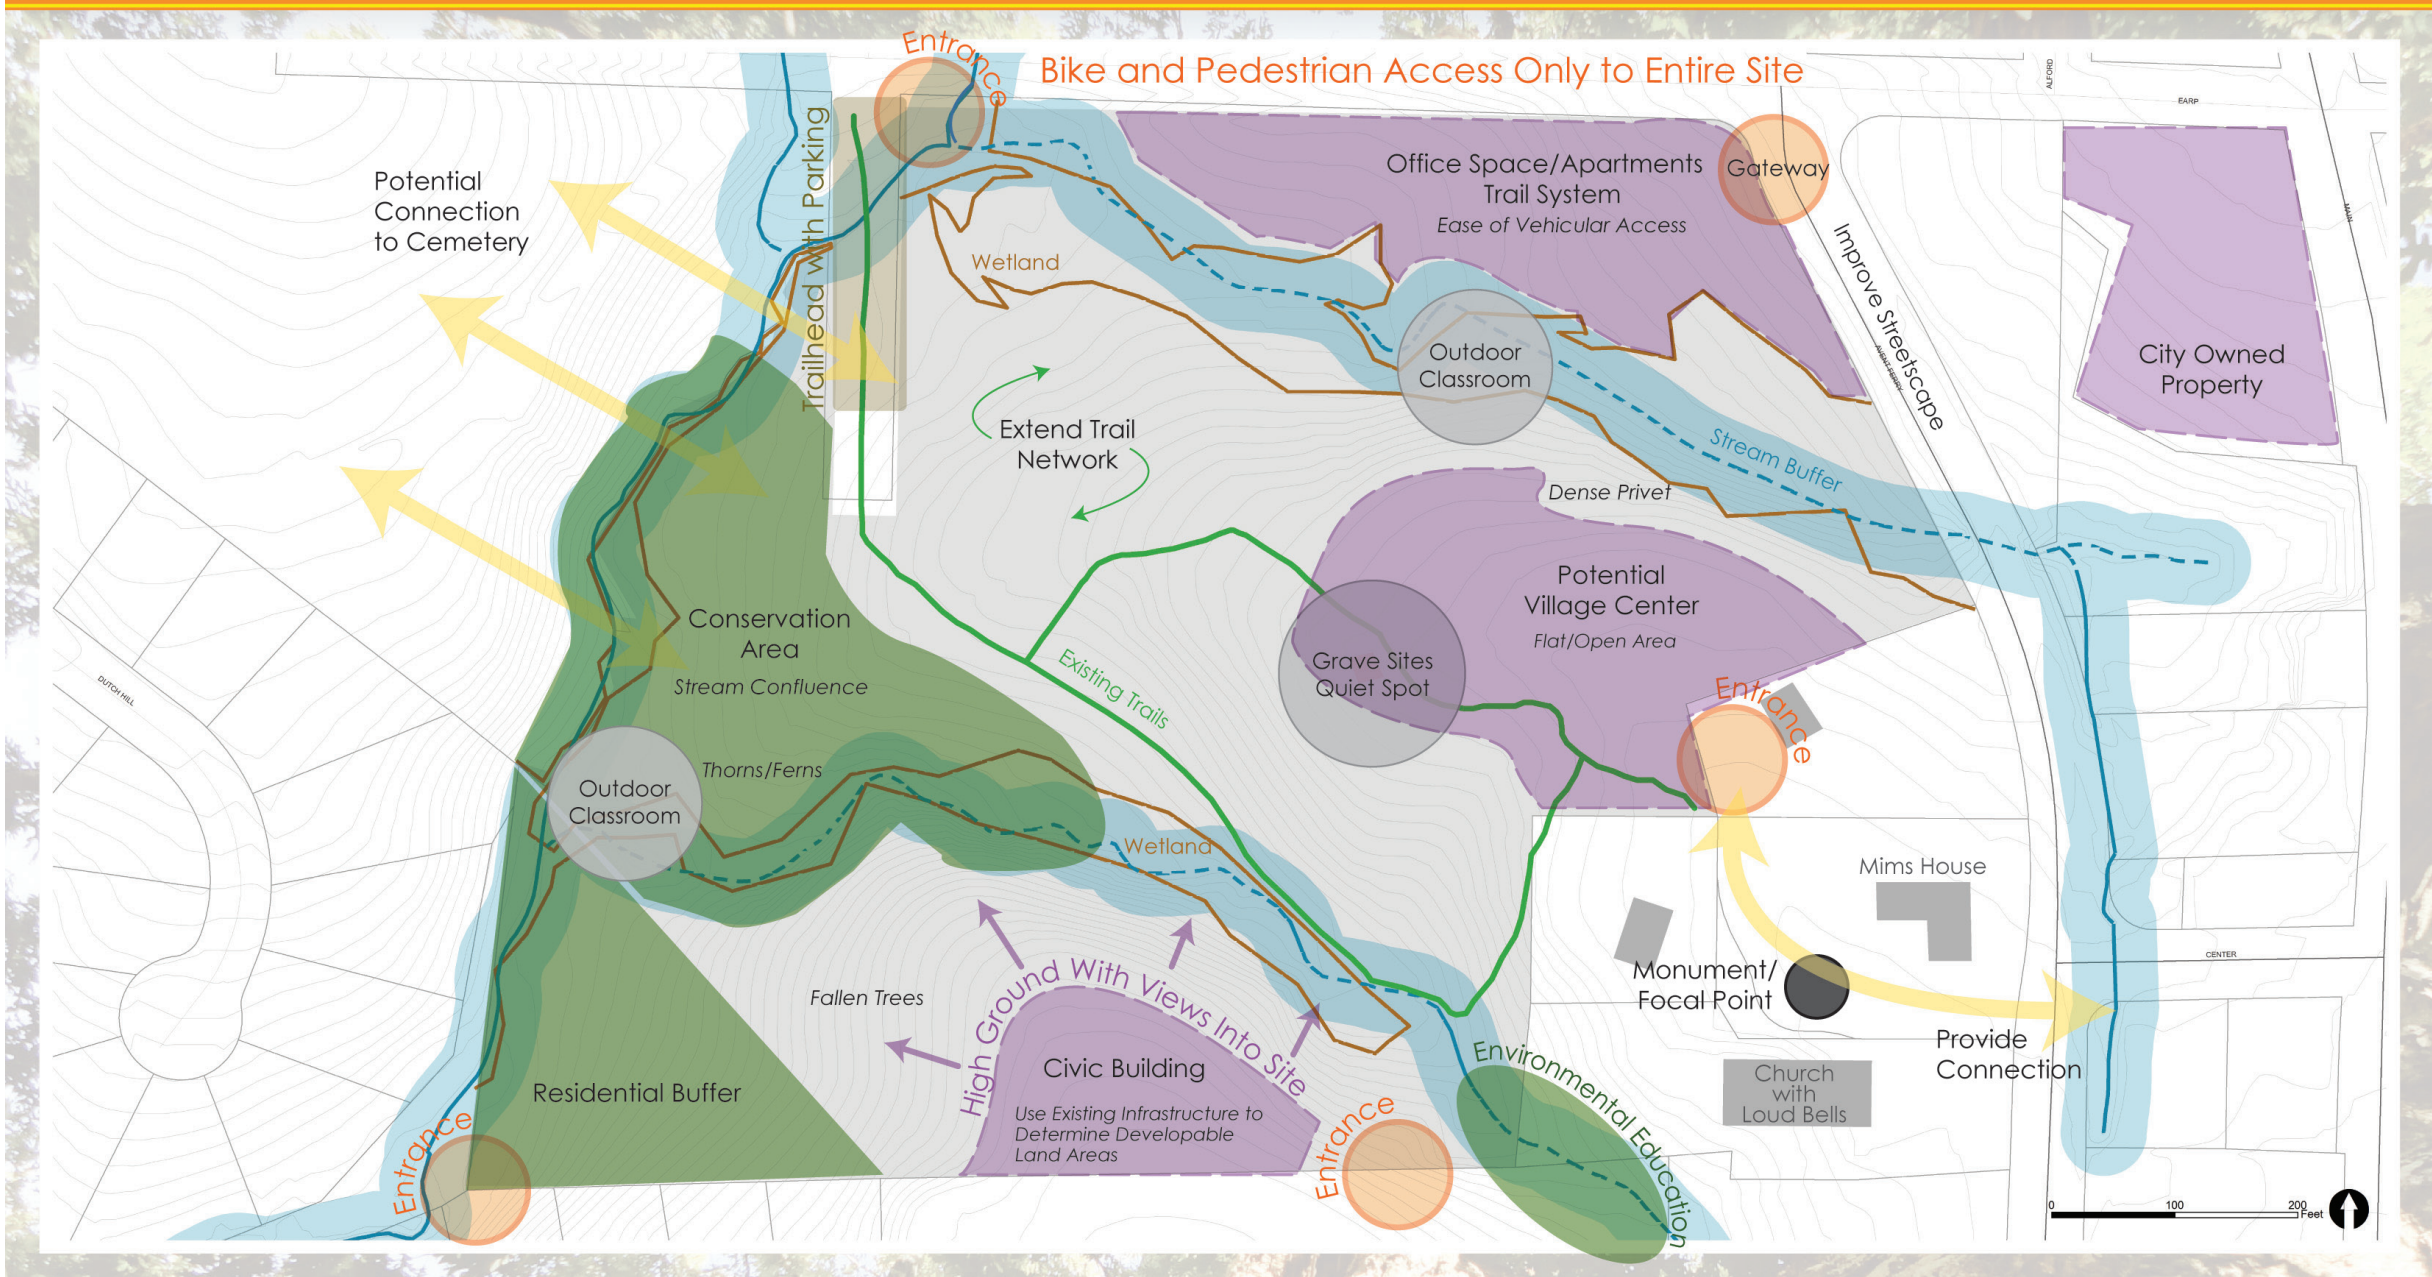 Entrance
Bike and Pedestrian Access Only to Entire Site
ALFORD
EARP
MAIN
Trailhead with Parking
Potential
Connection
to Cemetery
Office Space/Apartments
Trail System
Ease of Vehicular Access
Gateway
Improve Streetscape
AVENT FERRY
City Owned
Property
Wetland
Outdoor
Classroom
Extend Trail
Network
Stream Buffer
Dense Privet
Potential
Village Center
Flat/Open Area
Conservation
Area
Stream Confluence
Existing Trails
Grave Sites
Quiet Spot
Entrance
DUTCH HILL
Thorns/Ferns
Outdoor
Classroom
Wetland
Mims House
Monument/
Focal Point
CENTER
Fallen Trees
High Ground With Views Into Site
Civic Building
Use Existing Infrastructure to
Determine Developable
Land Areas
Residential Buffer
Environmental Education
Provide
Connection
Church
with
Loud Bells
Entrance
Entrance
0 100 200
Feet